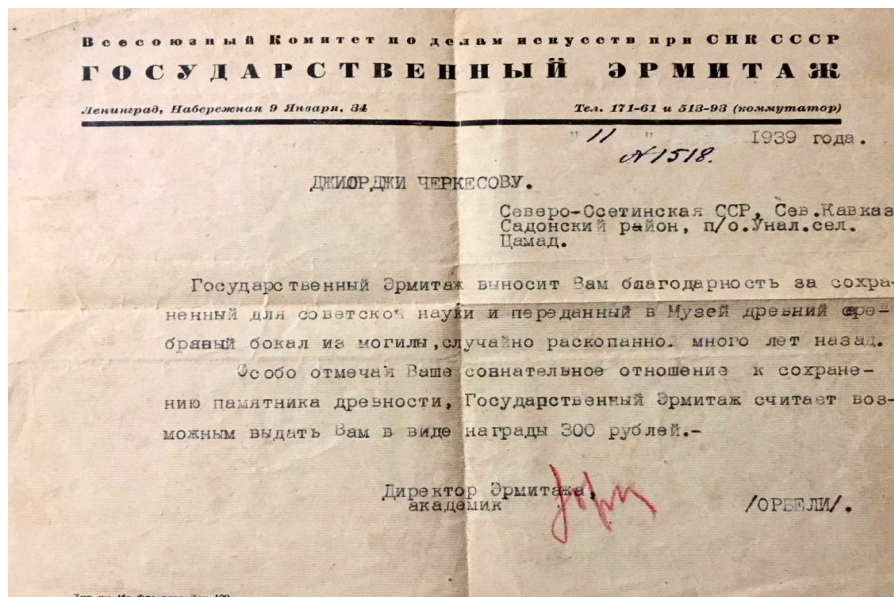 Всесоюзный Комитет по делам искусств при СНК СССР
ГОСУДАРСТВЕННЫЙ ЭРМИТАЖ
Ленинград, Набережная 9 Января, 34 Тел. 171-61 и 513-93 (коммутатор)
" 11 " 1939 года.
№1518.
ДЖИОРДЖИ ЧЕРКЕСОВУ.
Северо-Осетинская ССР, Сев.Кавказ
Садонский район, п/о.Унал.сел.
Цамад.
Государственный Эрмитаж выносит Вам благодарность за сохра-
ненный для советской науки и переданный в Музей древний сре-
бряный бокал из могилы,случайно раскопанной много лет назад.
Особо отмечая Ваше сознательное отношение к сохране-
нию памятника древности, Государственный Эрмитаж считает воз-
можным выдать Вам в виде награды 300 рублей.-
Директор Эрмитажа,
академик /ОРБЕЛИ/.